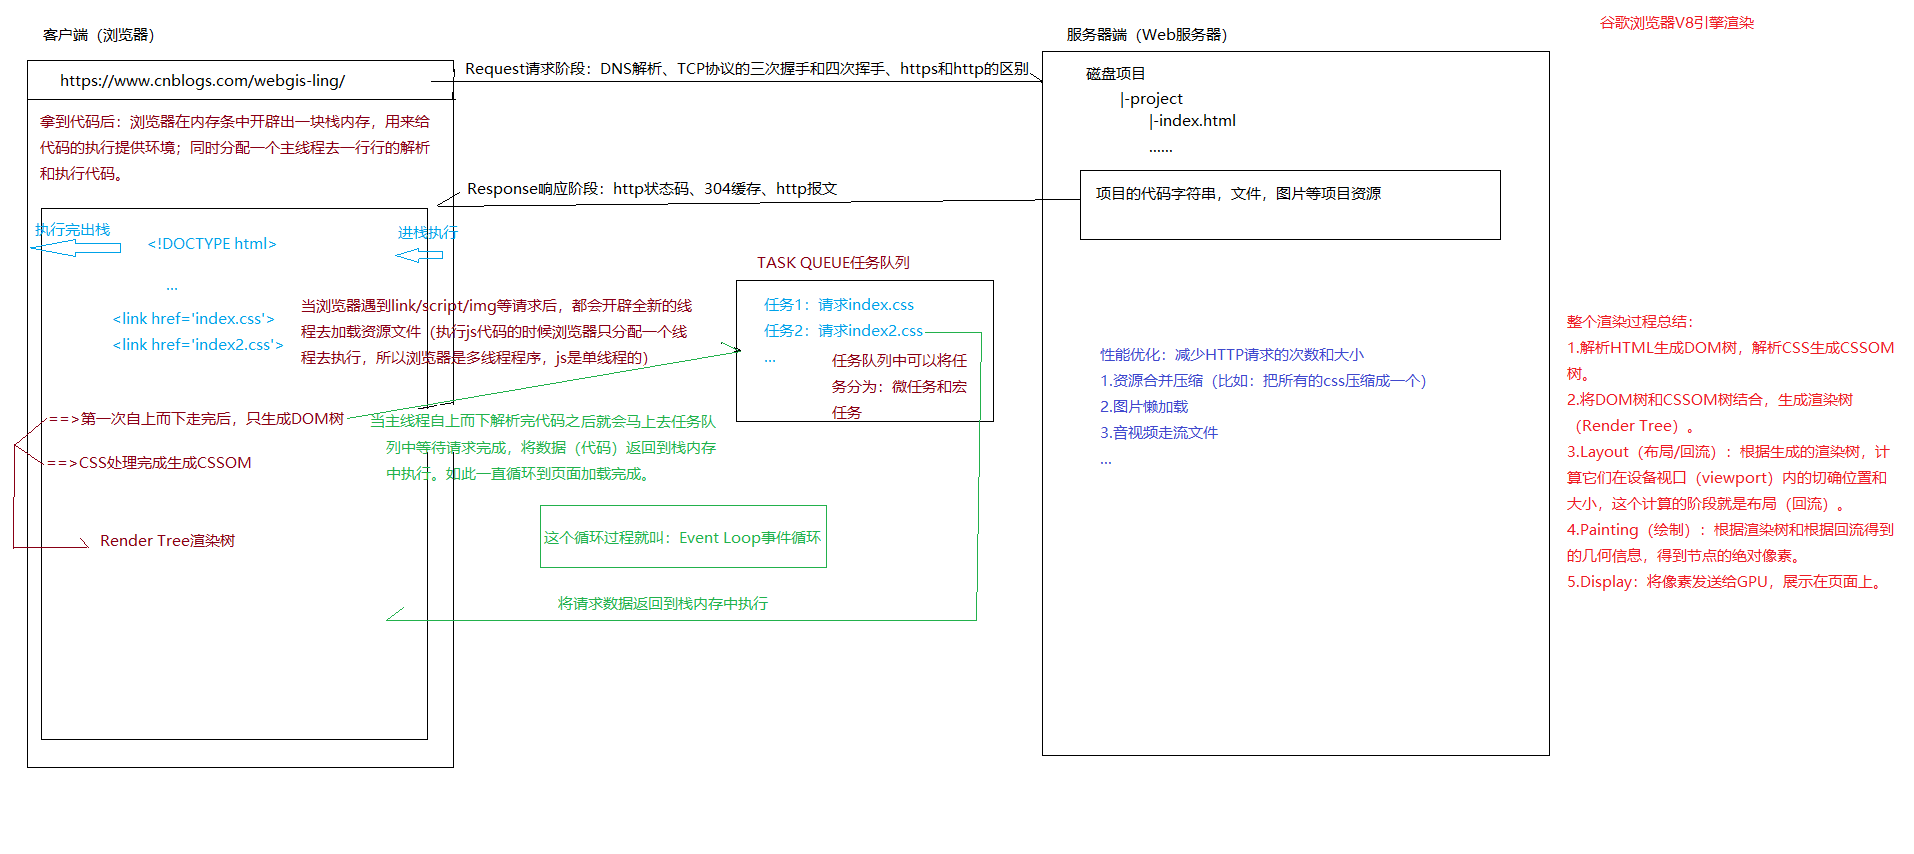 谷歌浏览器V8引擎渲染
客户端（浏览器）
服务器端（Web服务器）
https://www.cnblogs.com/webgis-ling/
Request请求阶段：DNS解析、TCP协议的三次握手和四次挥手、https和http的区别
磁盘项目
|-project
|-index.html
......
拿到代码后：浏览器在内存条中开辟出一块栈内存，用来给
代码的执行提供环境；同时分配一个主线程去一行行的解析
和执行代码。
Response响应阶段：http状态码、304缓存、http报文
项目的代码字符串，文件，图片等项目资源
执行完出栈
<!DOCTYPE html>
进栈执行
...
<link href='index.css'>
<link href='index2.css'>
当浏览器遇到link/script/img等请求后，都会开辟全新的线
程去加载资源文件（执行js代码的时候浏览器只分配一个线
程去执行，所以浏览器是多线程程序，js是单线程的）
TASK QUEUE任务队列
任务1：请求index.css
任务2：请求index2.css
...
任务队列中可以将任
务分为：微任务和宏
任务
==>第一次自上而下走完后，只生成DOM树
当主线程自上而下解析完代码之后就会马上去任务队
列中等待请求完成，将数据（代码）返回到栈内存
中执行。如此一直循环到页面加载完成。
==>CSS处理完成生成CSSOM
Render Tree渲染树
这个循环过程就叫：Event Loop事件循环
将请求数据返回到栈内存中执行
性能优化：减少HTTP请求的次数和大小
1.资源合并压缩（比如：把所有的css压缩成一个）
2.图片懒加载
3.音视频走流文件
...
整个渲染过程总结：
1.解析HTML生成DOM树，解析CSS生成CSSOM
树。
2.将DOM树和CSSOM树结合，生成渲染树
（Render Tree）。
3.Layout（布局/回流）：根据生成的渲染树，计
算它们在设备视口（viewport）内的切确位置和
大小，这个计算的阶段就是布局（回流）。
4.Painting（绘制）：根据渲染树和根据回流得到
的几何信息，得到节点的绝对像素。
5.Display：将像素发送给GPU，展示在页面上。